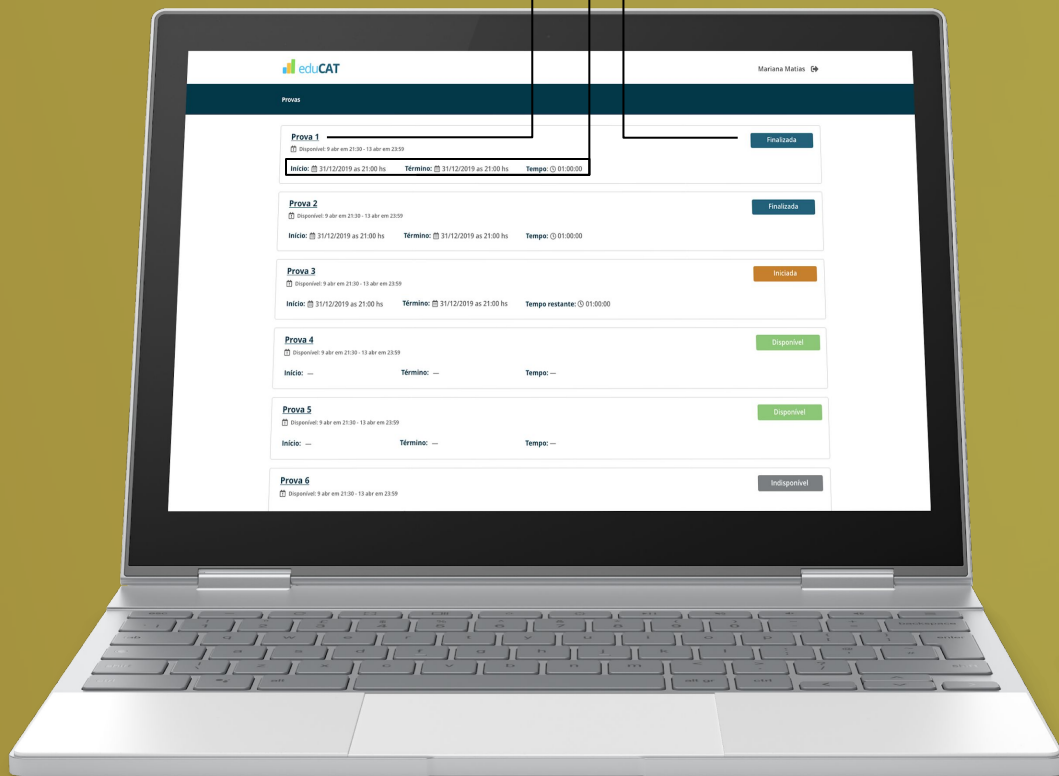 eduCAT
Mariana Matias
Provas
Prova 1
Finalizada
Disponível: 9 abr em 21:30 - 13 abr em 23:59
Início: 31/12/2019 as 21:00 hs Término: 31/12/2019 as 21:00 hs Tempo: 01:00:00
Prova 2
Finalizada
Disponível: 9 abr em 21:30 - 13 abr em 23:59
Início: 31/12/2019 as 21:00 hs Término: 31/12/2019 as 21:00 hs Tempo: 01:00:00
Prova 3
Iniciada
Disponível: 9 abr em 21:30 - 13 abr em 23:59
Início: 31/12/2019 as 21:00 hs Término: 31/12/2019 as 21:00 hs Tempo restante: 01:00:00
Prova 4
Disponível
Disponível: 9 abr em 21:30 - 13 abr em 23:59
Início: — Término: — Tempo: —
Prova 5
Disponível
Disponível: 9 abr em 21:30 - 13 abr em 23:59
Início: — Término: — Tempo: —
Prova 6
Indisponível
Disponível: 9 abr em 21:30 - 13 abr em 23:59
backspace
enter
alt
alt gr
ctrl